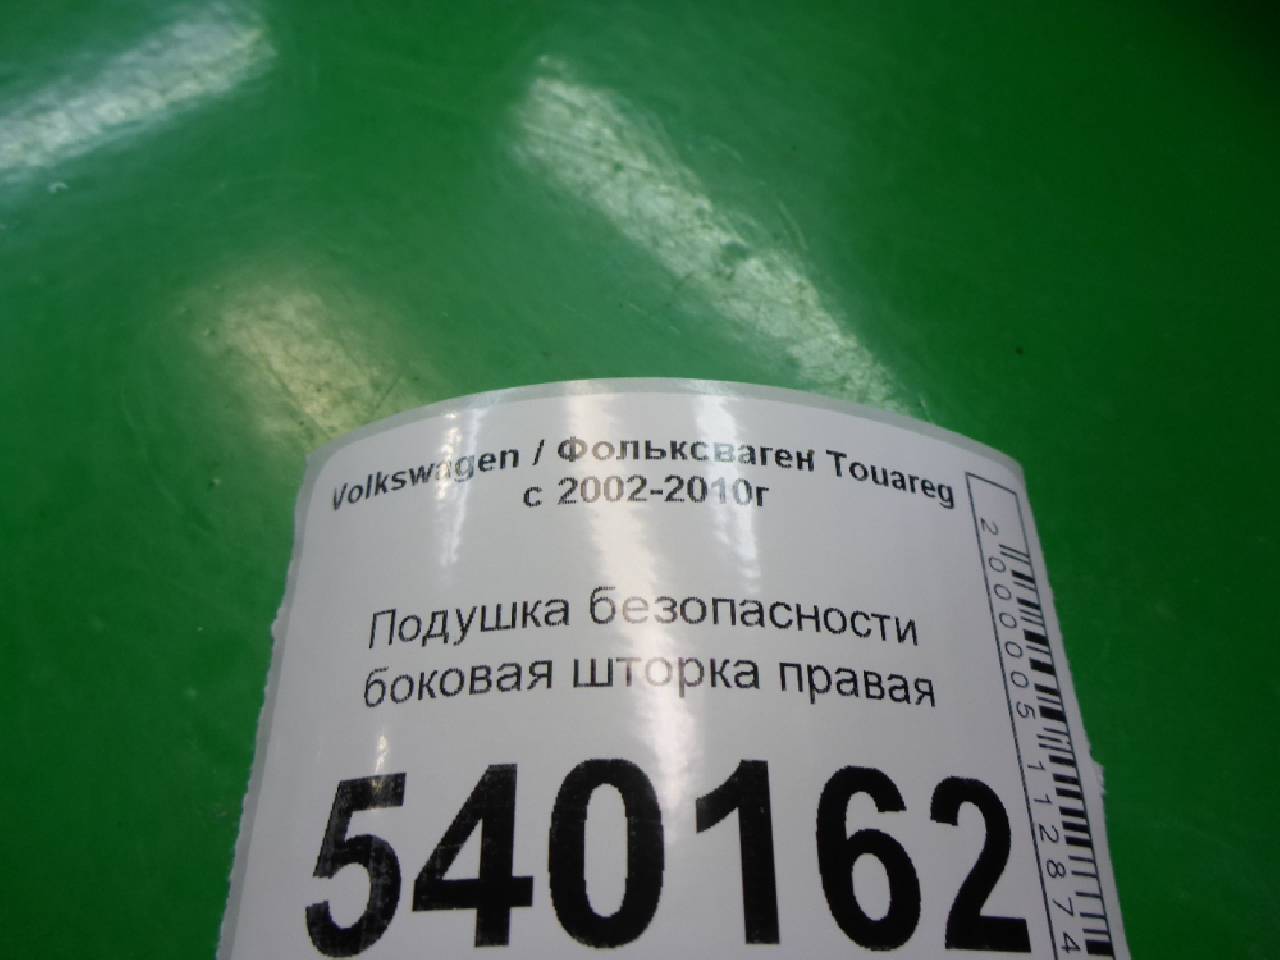 Volkswagen / Фольксваген Touareg
с 2002-2010г
Подушка безопасности
боковая шторка правая
540162
2000005112874